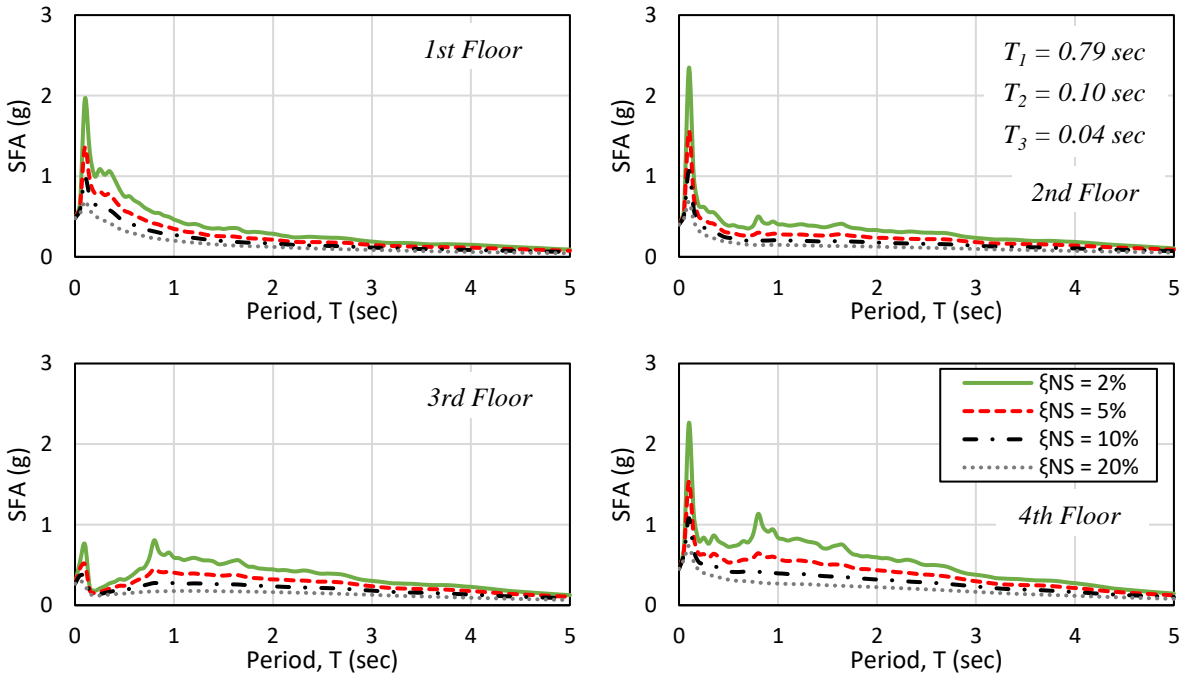 3
2
1
0
SFA (g)
1st Floor
0 1 2 3 4 5
Period, T (sec)
3
2
1
0
SFA (g)
T₁ = 0.79 sec
T₂ = 0.10 sec
T₃ = 0.04 sec
2nd Floor
0 1 2 3 4 5
Period, T (sec)
3
2
1
0
SFA (g)
3rd Floor
0 1 2 3 4 5
Period, T (sec)
3
2
1
0
SFA (g)
ξNS = 2%
ξNS = 5%
ξNS = 10%
ξNS = 20%
4th Floor
0 1 2 3 4 5
Period, T (sec)